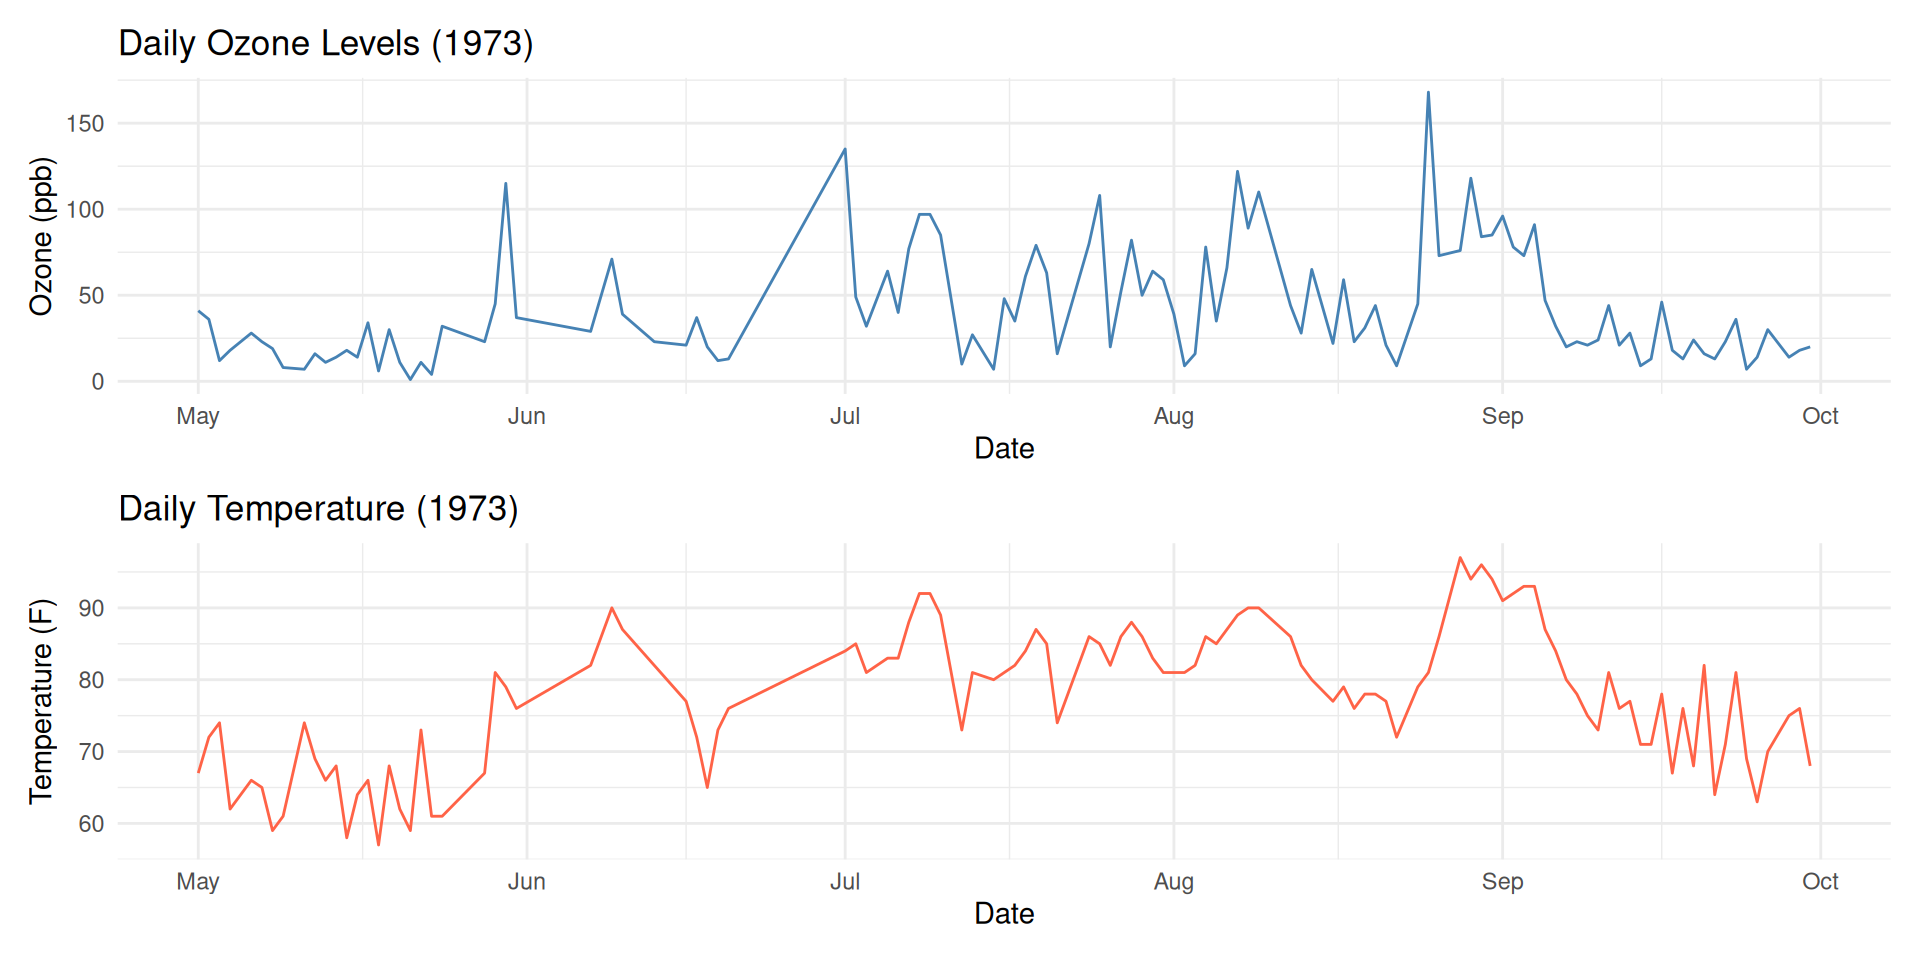 Daily Ozone Levels (1973)
Ozone (ppb)
150
100
50
0
May Jun Jul Aug Sep Oct
Date
Daily Temperature (1973)
Temperature (F)
90
80
70
60
May Jun Jul Aug Sep Oct
Date